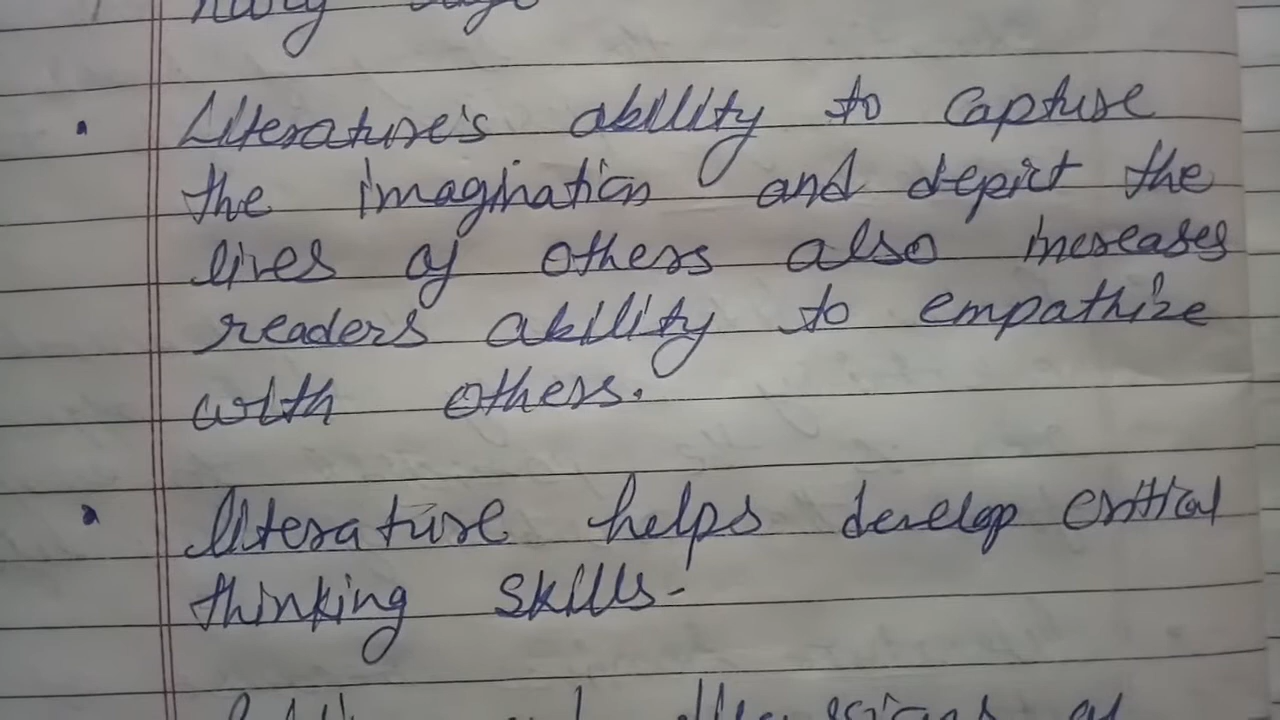 Literature's ability to capture
the imagination and depict the
lives of others also increases
readers ability to empathize
with others.
literature helps develop critical
thinking skills.